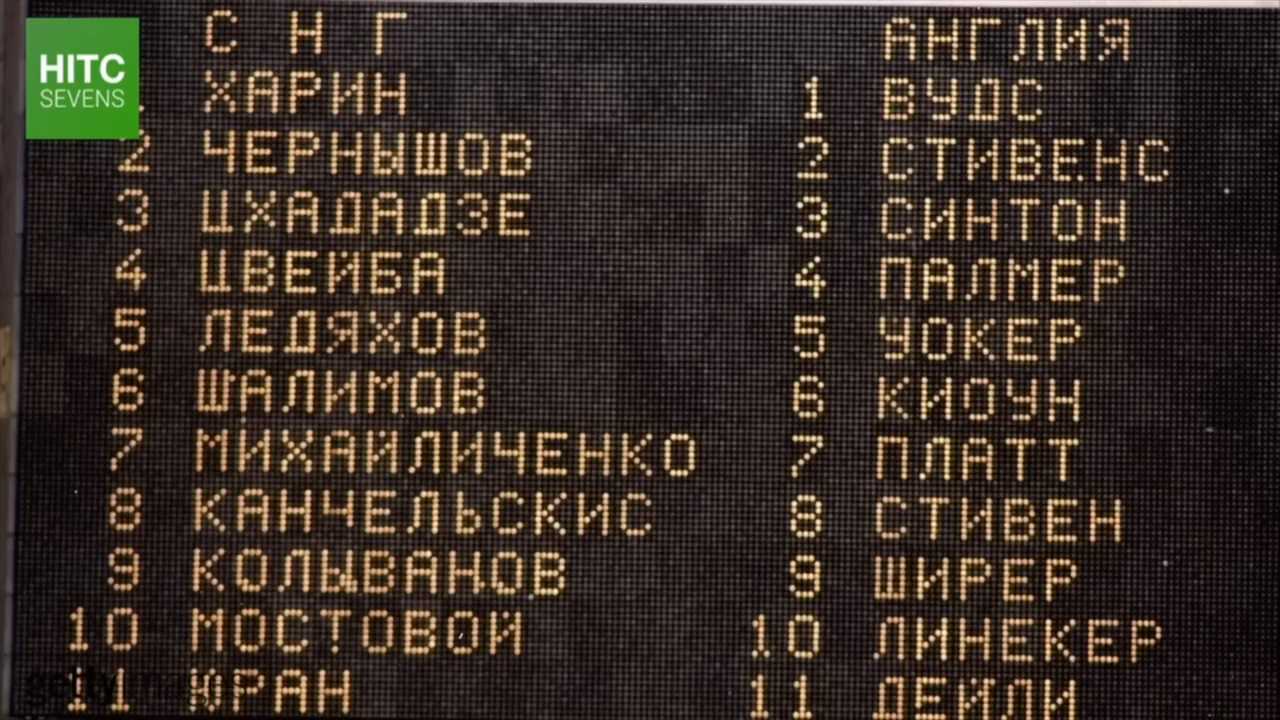 HITC
SEVENS
С Н Г АНГЛИЯ
ХАРИН 1 ВУДС
2 ЧЕРНЫШОВ 2 СТИВЕНС
3 ЦХАДАДЗЕ 3 СИНТОН
4 ЦВЕЙБА 4 ПАЛМЕР
5 ЛЕДЯХОВ 5 УОКЕР
6 ШАЛИМОВ 6 КИОУН
7 МИХАЙЛИЧЕНКО 7 ПЛАТТ
8 КАНЧЕЛЬСКИС 8 СТИВЕН
9 КОЛЫВАНОВ 9 ШИРЕР
10 МОСТОВОЙ 10 ЛИНЕКЕР
11 ЮРАН 11 ДЕЙЛИ
gettyimages